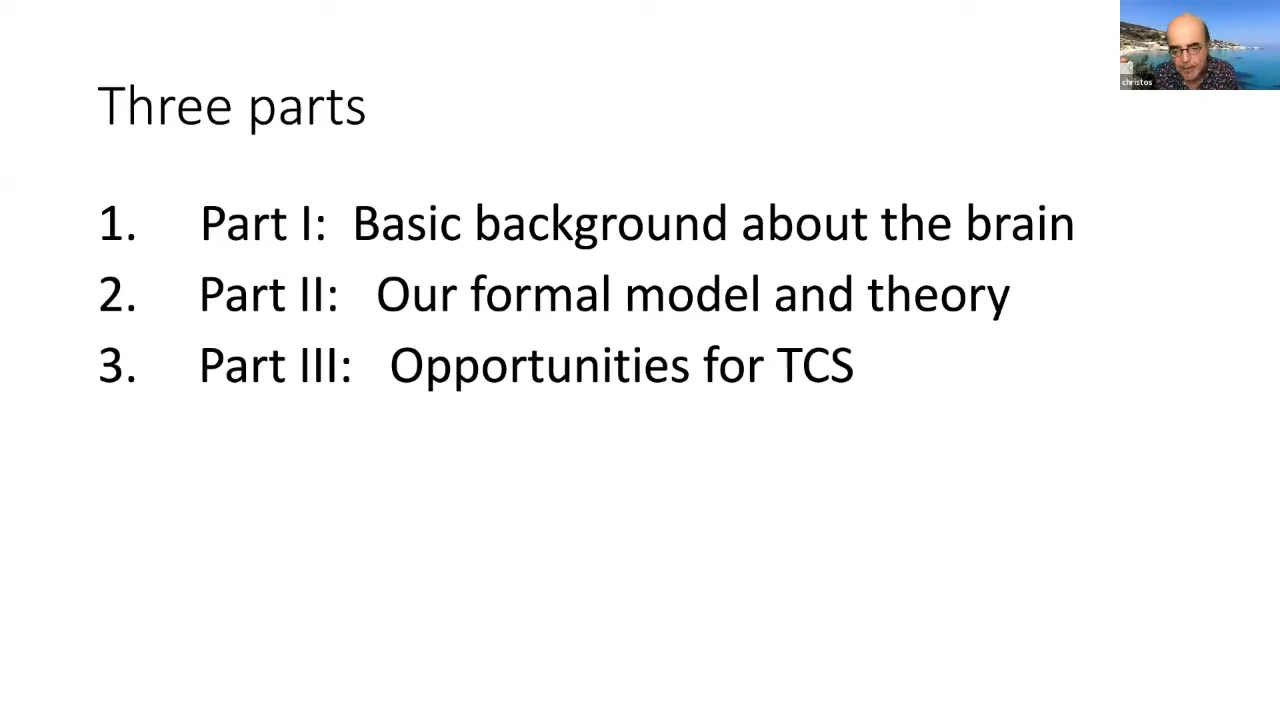 Three parts
christos
1. Part I: Basic background about the brain
2. Part II: Our formal model and theory
3. Part III: Opportunities for TCS